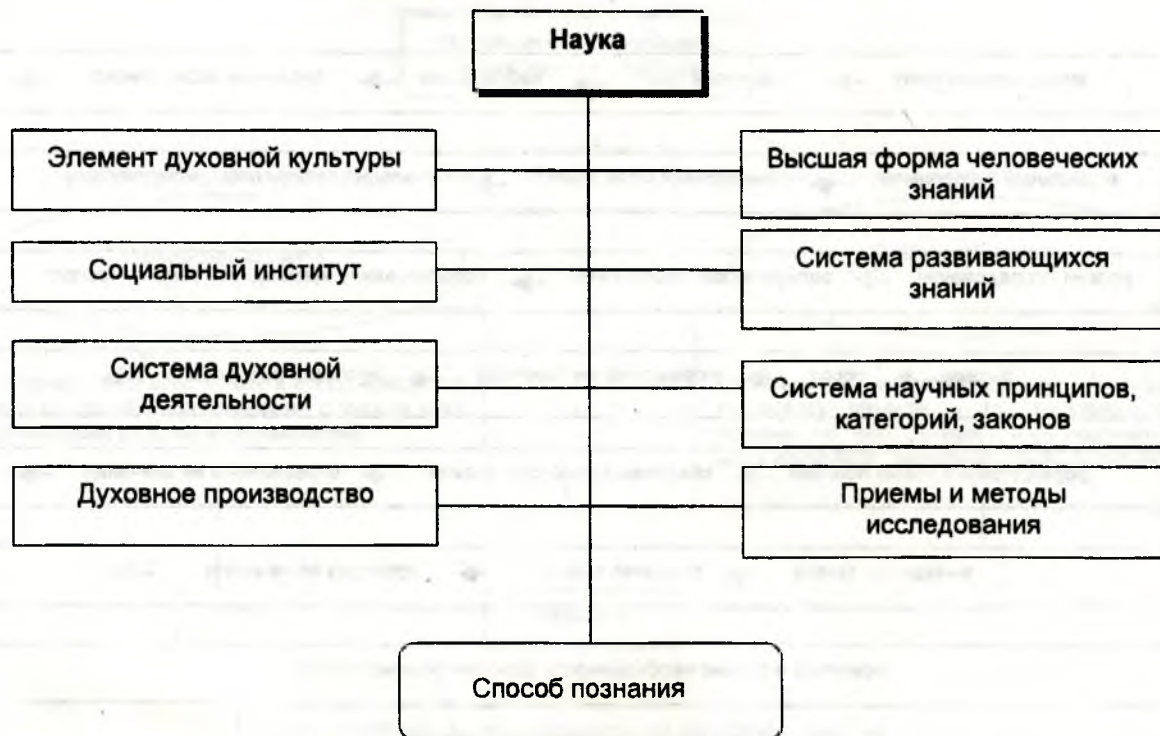 Наука
Элемент духовной культуры
Высшая форма человеческих
знаний
Социальный институт
Система развивающихся
знаний
Система духовной
деятельности
Система научных принципов,
категорий, законов
Духовное производство
Приемы и методы
исследования
Способ познания